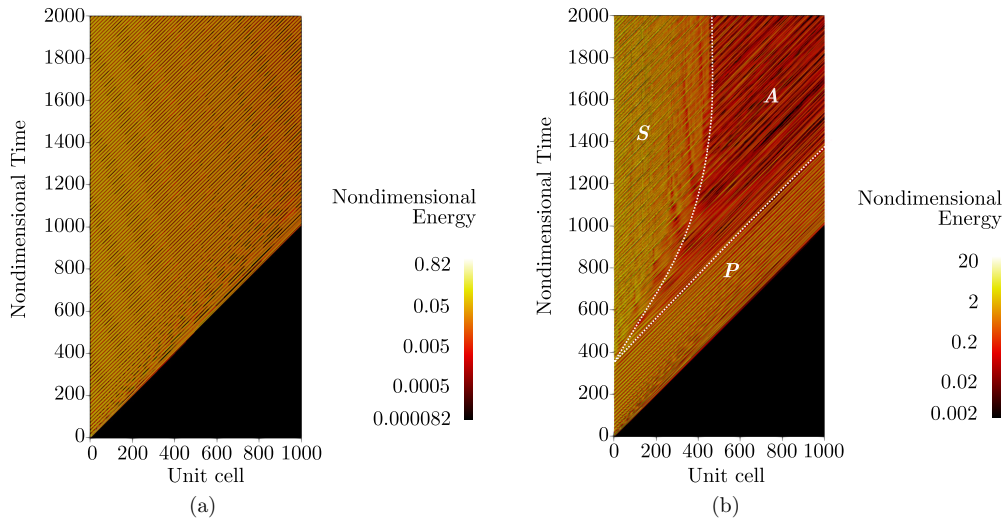 2000
1800
1600
1400
1200
1000
800
600
400
200
0
Nondimensional Time
0 200 400 600 800 1000
Unit cell
Nondimensional
Energy
0.82
0.05
0.005
0.0005
0.000082
(a)
2000
1800
1600
1400
1200
1000
800
600
400
200
0
Nondimensional Time
S
A
P
0 200 400 600 800 1000
Unit cell
Nondimensional
Energy
20
2
0.2
0.02
0.002
(b)